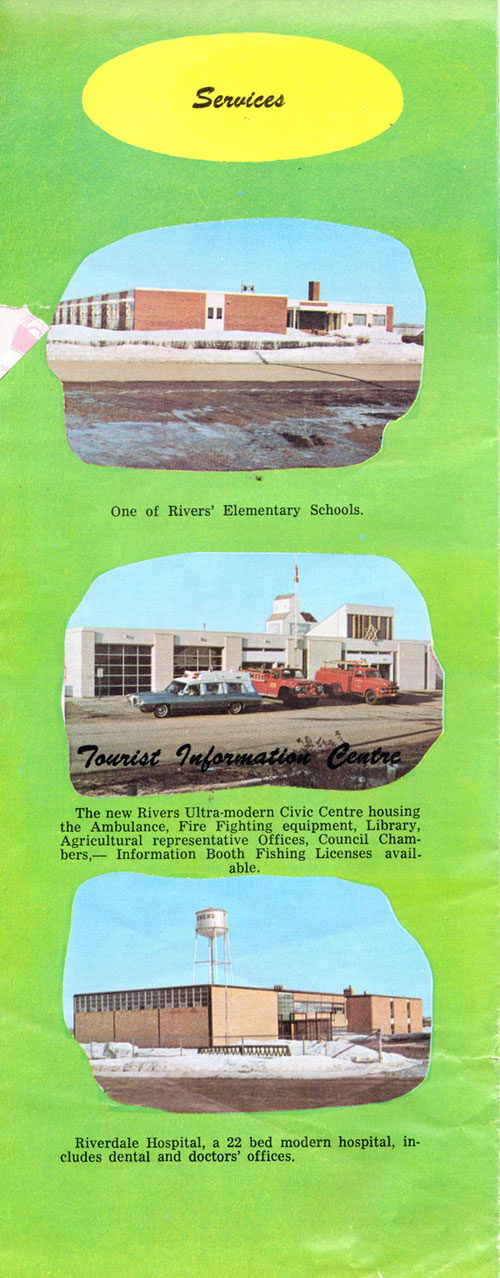 Services
One of Rivers' Elementary Schools.
Tourist Information Centre
The new Rivers Ultra-modern Civic Centre housing
the Ambulance, Fire Fighting equipment, Library,
Agricultural representative Offices, Council Cham-
bers,— Information Booth Fishing Licenses avail-
able.
RIVERS
Riverdale Hospital, a 22 bed modern hospital, in-
cludes dental and doctors' offices.